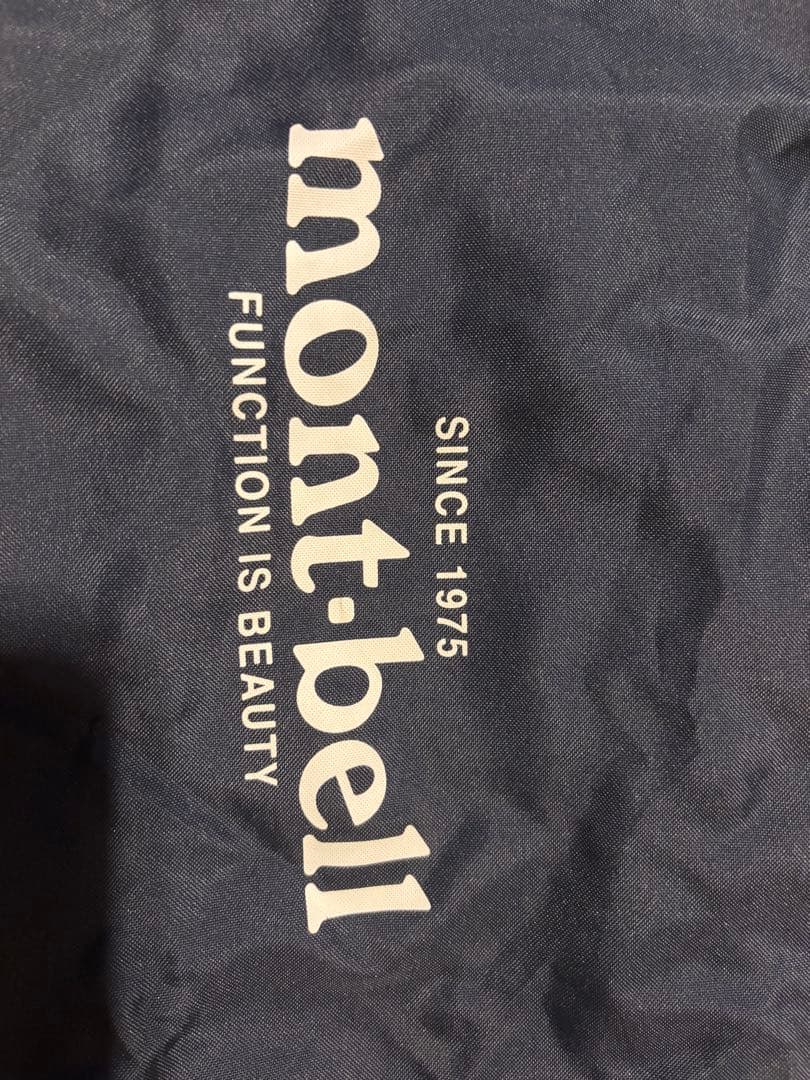 SINCE 1975
mont·bell
FUNCTION IS BEAUTY